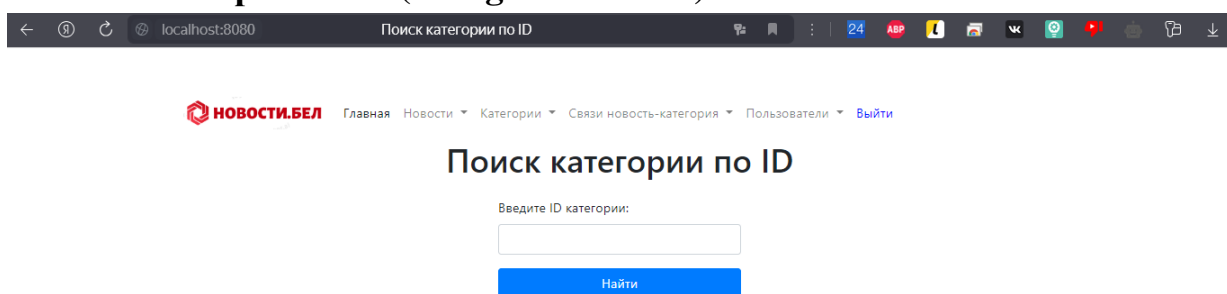 localhost:8080 Поиск категории по ID 24 ABP
НОВОСТИ.БЕЛ Главная Новости Категории Связи новость-категория Пользователи Выйти
Поиск категории по ID
Введите ID категории:
Найти